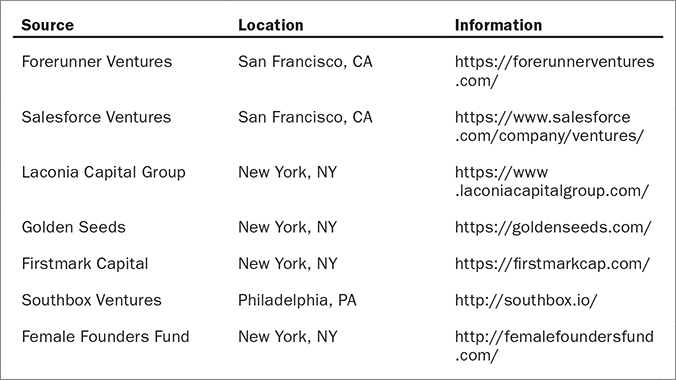 Source Location Information
Forerunner Ventures San Francisco, CA https://forerunnerventures
.com/
Salesforce Ventures San Francisco, CA https://www.salesforce
.com/company/ventures/
Laconia Capital Group New York, NY https://www
.laconiacapitalgroup.com/
Golden Seeds New York, NY https://goldenseeds.com/
Firstmark Capital New York, NY https://firstmarkcap.com/
Southbox Ventures Philadelphia, PA http://southbox.io/
Female Founders Fund New York, NY http://femalefoundersfund
.com/